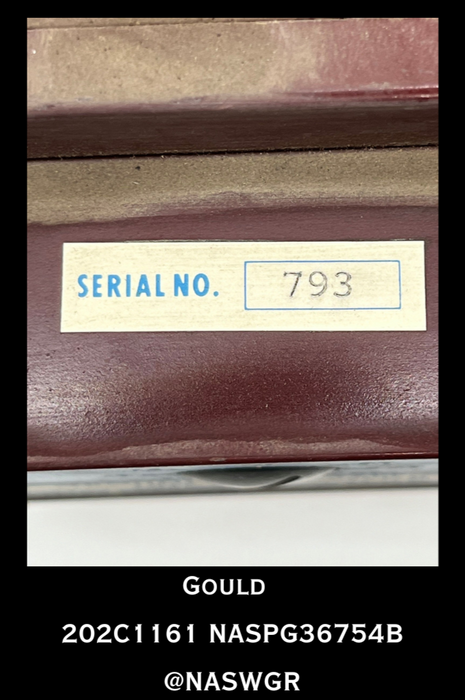 SERIAL NO. 793
GOULD
202C1161 NASPG36754B
@NASWGR